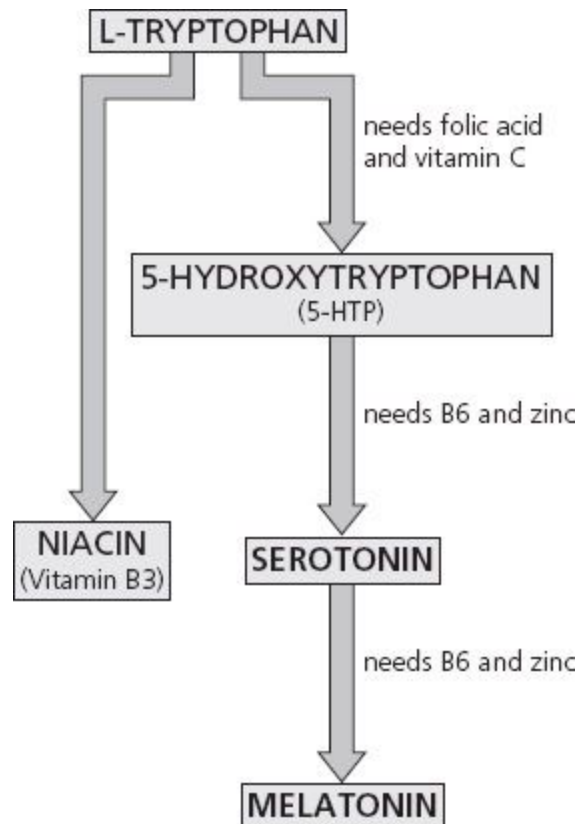 L-TRYPTOPHAN
needs folic acid
and vitamin C
5-HYDROXYTRYPTOPHAN
(5-HTP)
needs B6 and zinc
NIACIN
(Vitamin B3)
SEROTONIN
needs B6 and zinc
MELATONIN